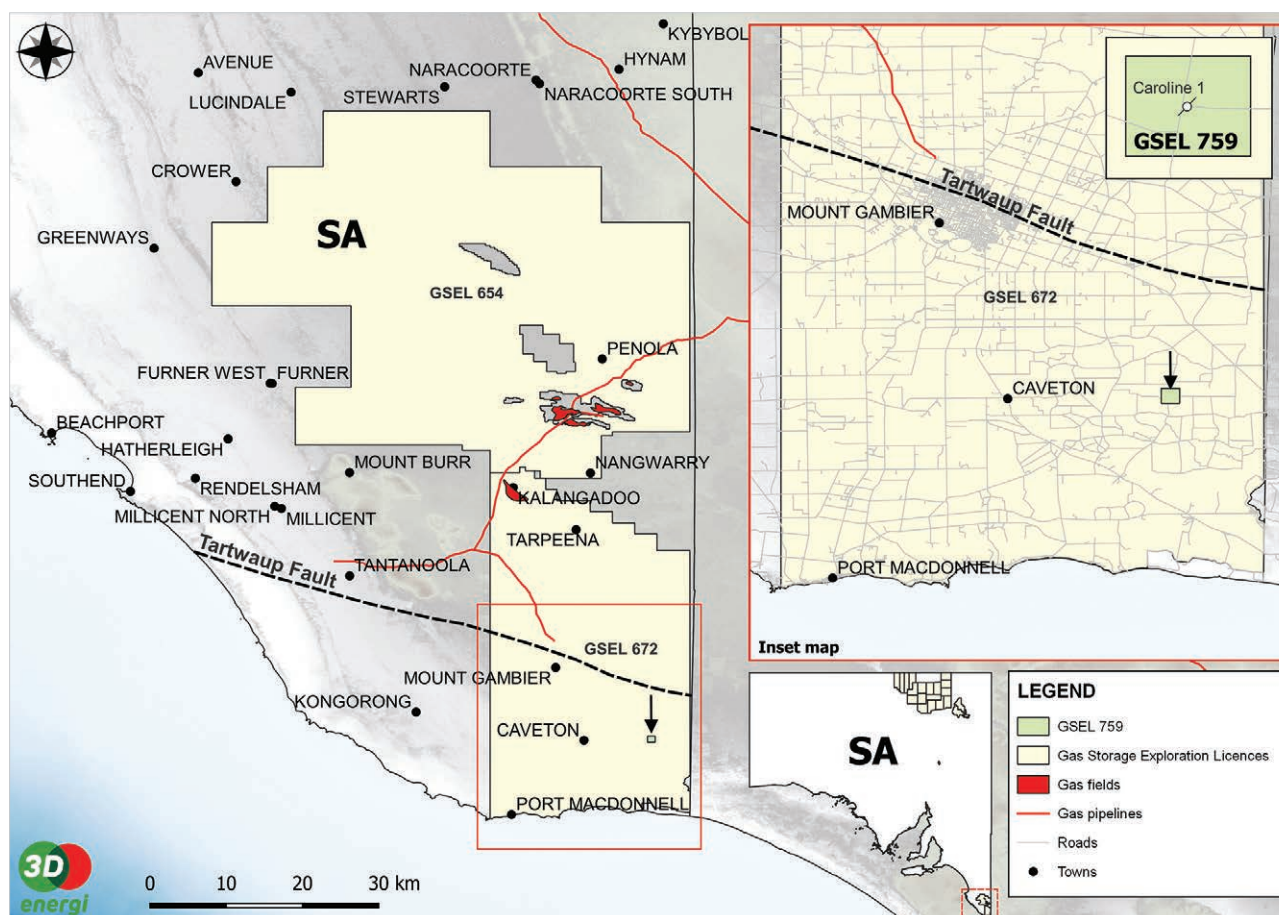 AVENUE
LUCINDALE
NARACOORTE
STEWARTS
NARACOORTE SOUTH
HYNAM
KYBYBOL
CROWER
GREENWAYS
SA
GSEL 654
PENOLA
FURNER WEST
FURNER
BEACHPORT
HATHERLEIGH
SOUTHEND
RENDELSHAM
MOUNT BURR
NANGWARRY
KALANGADOO
MILLICENT NORTH
MILLICENT
TARPEENA
Tartwaup Fault
TANTANOOLA
GSEL 672
MOUNT GAMBIER
KONGORONG
CAVETON
PORT MACDONNELL
3D
energi
0 10 20 30 km
Caroline 1
GSEL 759
Tartwaup Fault
MOUNT GAMBIER
GSEL 672
CAVETON
PORT MACDONNELL
Inset map
SA
LEGEND
GSEL 759
Gas Storage Exploration Licences
Gas fields
Gas pipelines
Roads
Towns